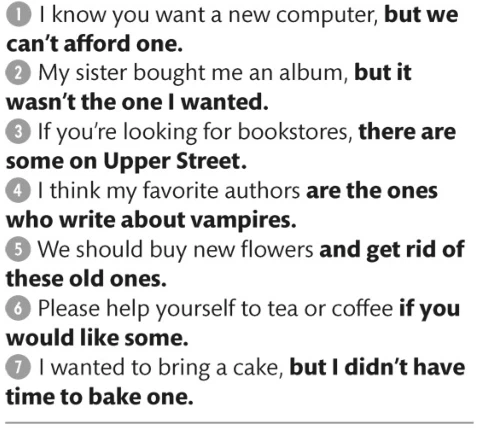 1 I know you want a new computer, but we
can't afford one.
2 My sister bought me an album, but it
wasn't the one I wanted.
3 If you're looking for bookstores, there are
some on Upper Street.
4 I think my favorite authors are the ones
who write about vampires.
5 We should buy new flowers and get rid of
these old ones.
6 Please help yourself to tea or coffee if you
would like some.
7 I wanted to bring a cake, but I didn't have
time to bake one.